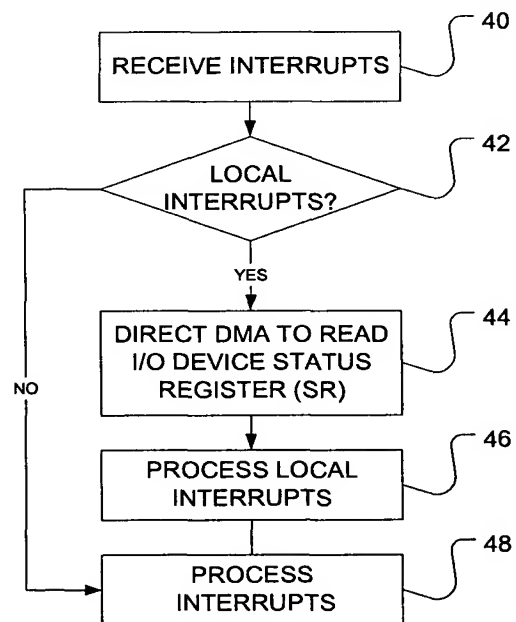 40
RECEIVE INTERRUPTS
42
LOCAL
INTERRUPTS?
YES
44
DIRECT DMA TO READ
I/O DEVICE STATUS
REGISTER (SR)
NO
46
PROCESS LOCAL
INTERRUPTS
48
PROCESS
INTERRUPTS